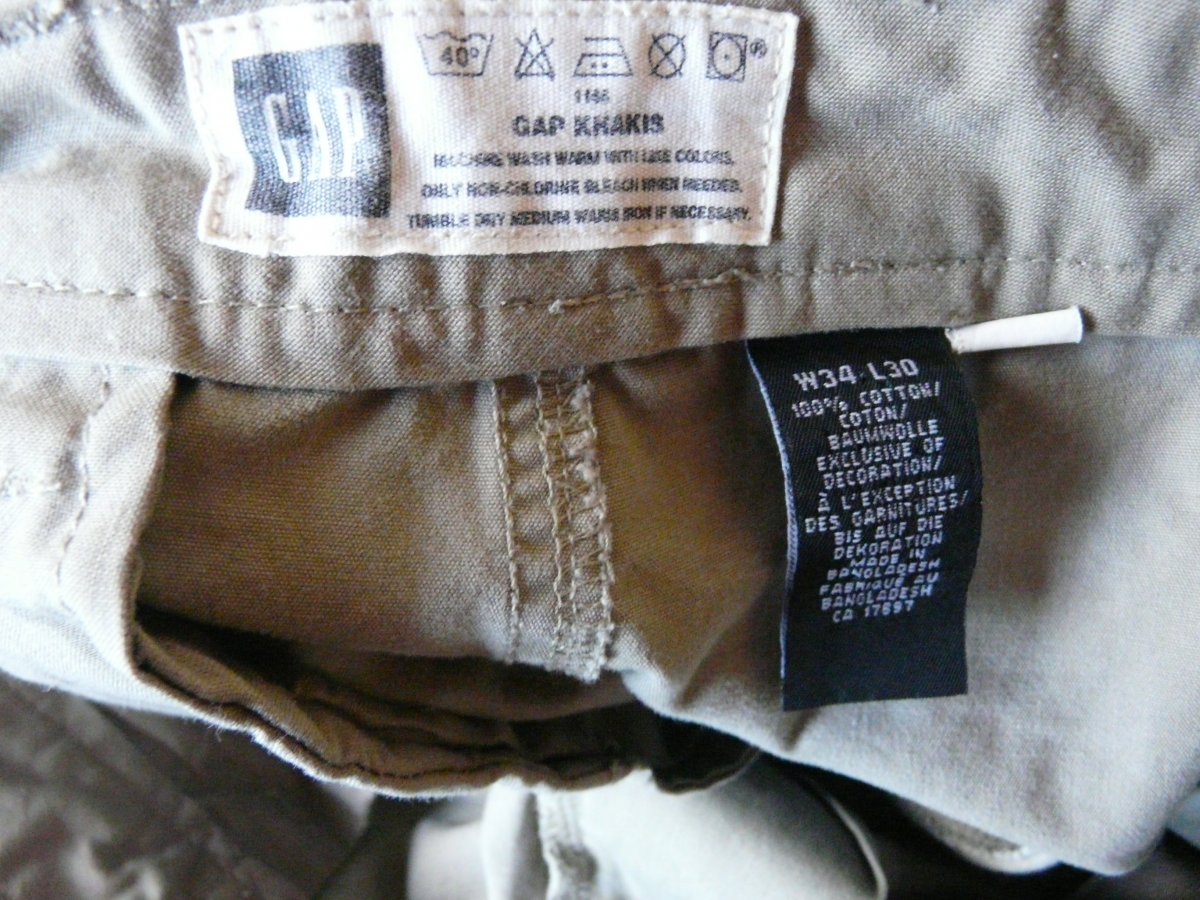 GAP
40° ®
1166
GAP KHAKIS
MACHINE WASH WARM WITH LIKE COLORS.
ONLY NON-CHLORINE BLEACH WHEN NEEDED.
TUMBLE DRY MEDIUM WARM IRON IF NECESSARY.
W34 L30
100% COTTON/
COTON/
BAUMWOLLE
EXCLUSIVE OF
DECORATION/
À L'EXCEPTION
DES GARNITURES/
BIS AUF DIE
DEKORATION
MADE IN
BANGLADESH
FABRIQUÉ AU
BANGLADESH
CA 17697